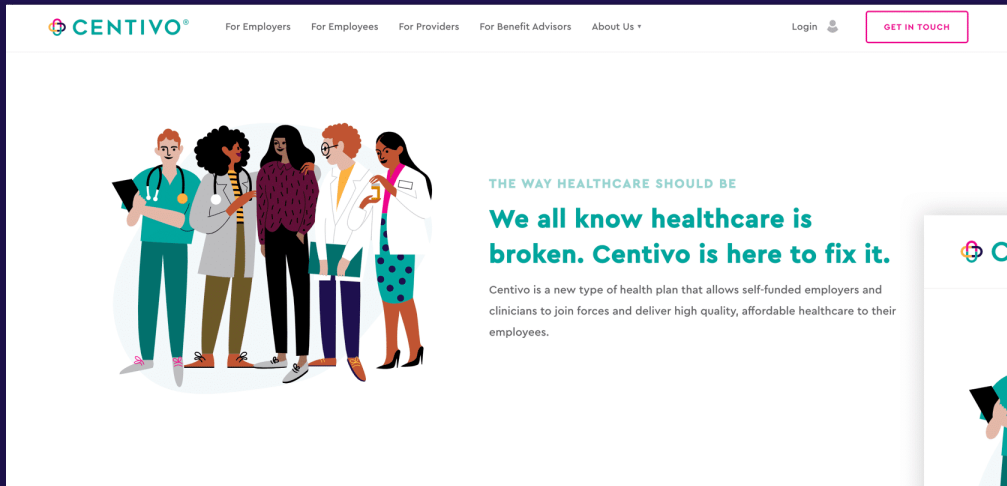 CENTIVO®
For Employers For Employees For Providers For Benefit Advisors About Us ▾
Login
GET IN TOUCH
THE WAY HEALTHCARE SHOULD BE
We all know healthcare is
broken. Centivo is here to fix it.
Centivo is a new type of health plan that allows self-funded employers and
clinicians to join forces and deliver high quality, affordable healthcare to their
employees.
C